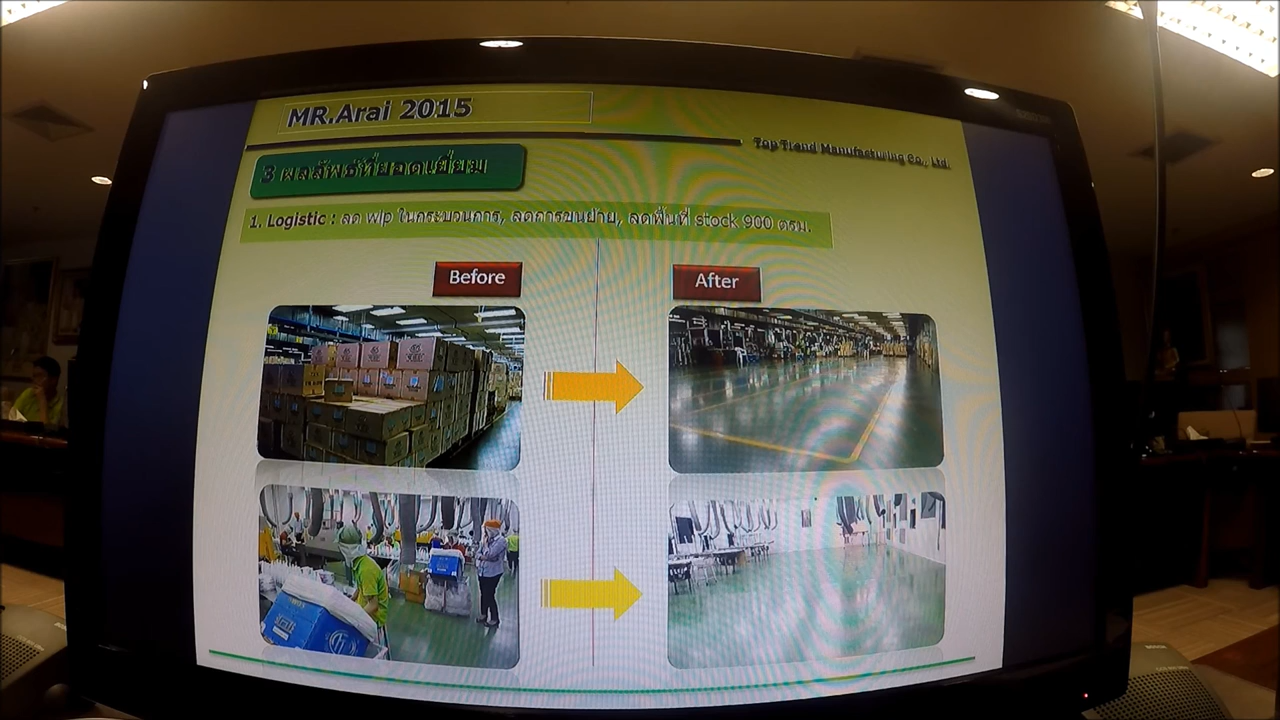 MR.Arai 2015
Top Trend Manufacturing Co., Ltd.
3 ผลลัพธ์ที่ยอดเยี่ยม
1. Logistic : ลด wip ในกระบวนการ, ลดการขนย้าย, ลดพื้นที่ stock 900 ตรม.
Before
After